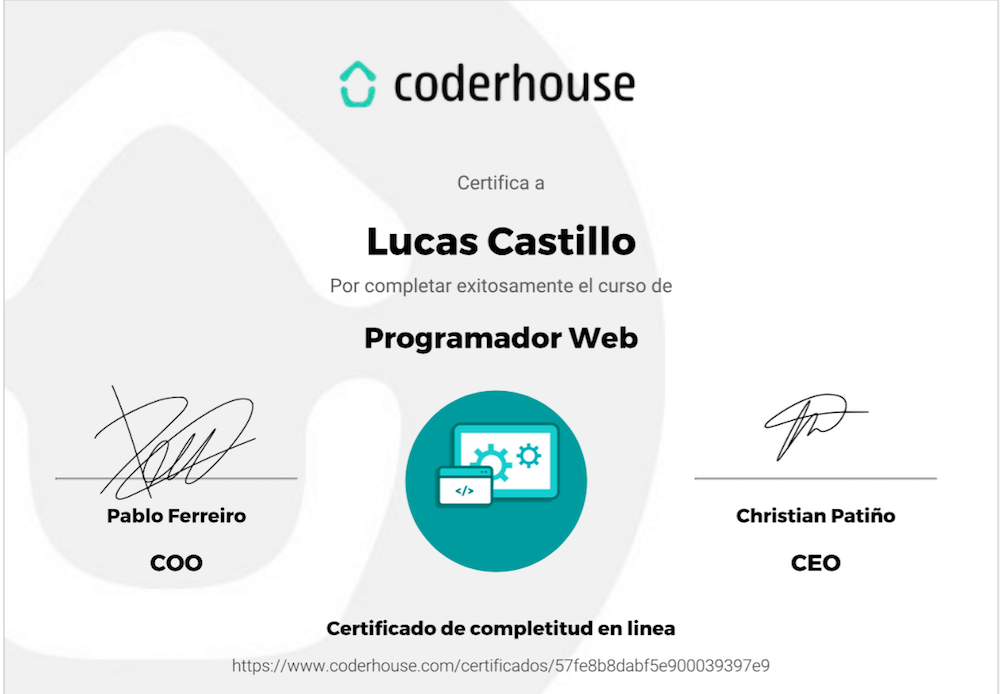 coderhouse
Certifica a
Lucas Castillo
Por completar exitosamente el curso de
Programador Web
</>
Pablo Ferreiro
COO
Christian Patiño
CEO
Certificado de completitud en linea
https://www.coderhouse.com/certificados/57fe8b8dabf5e900039397e9